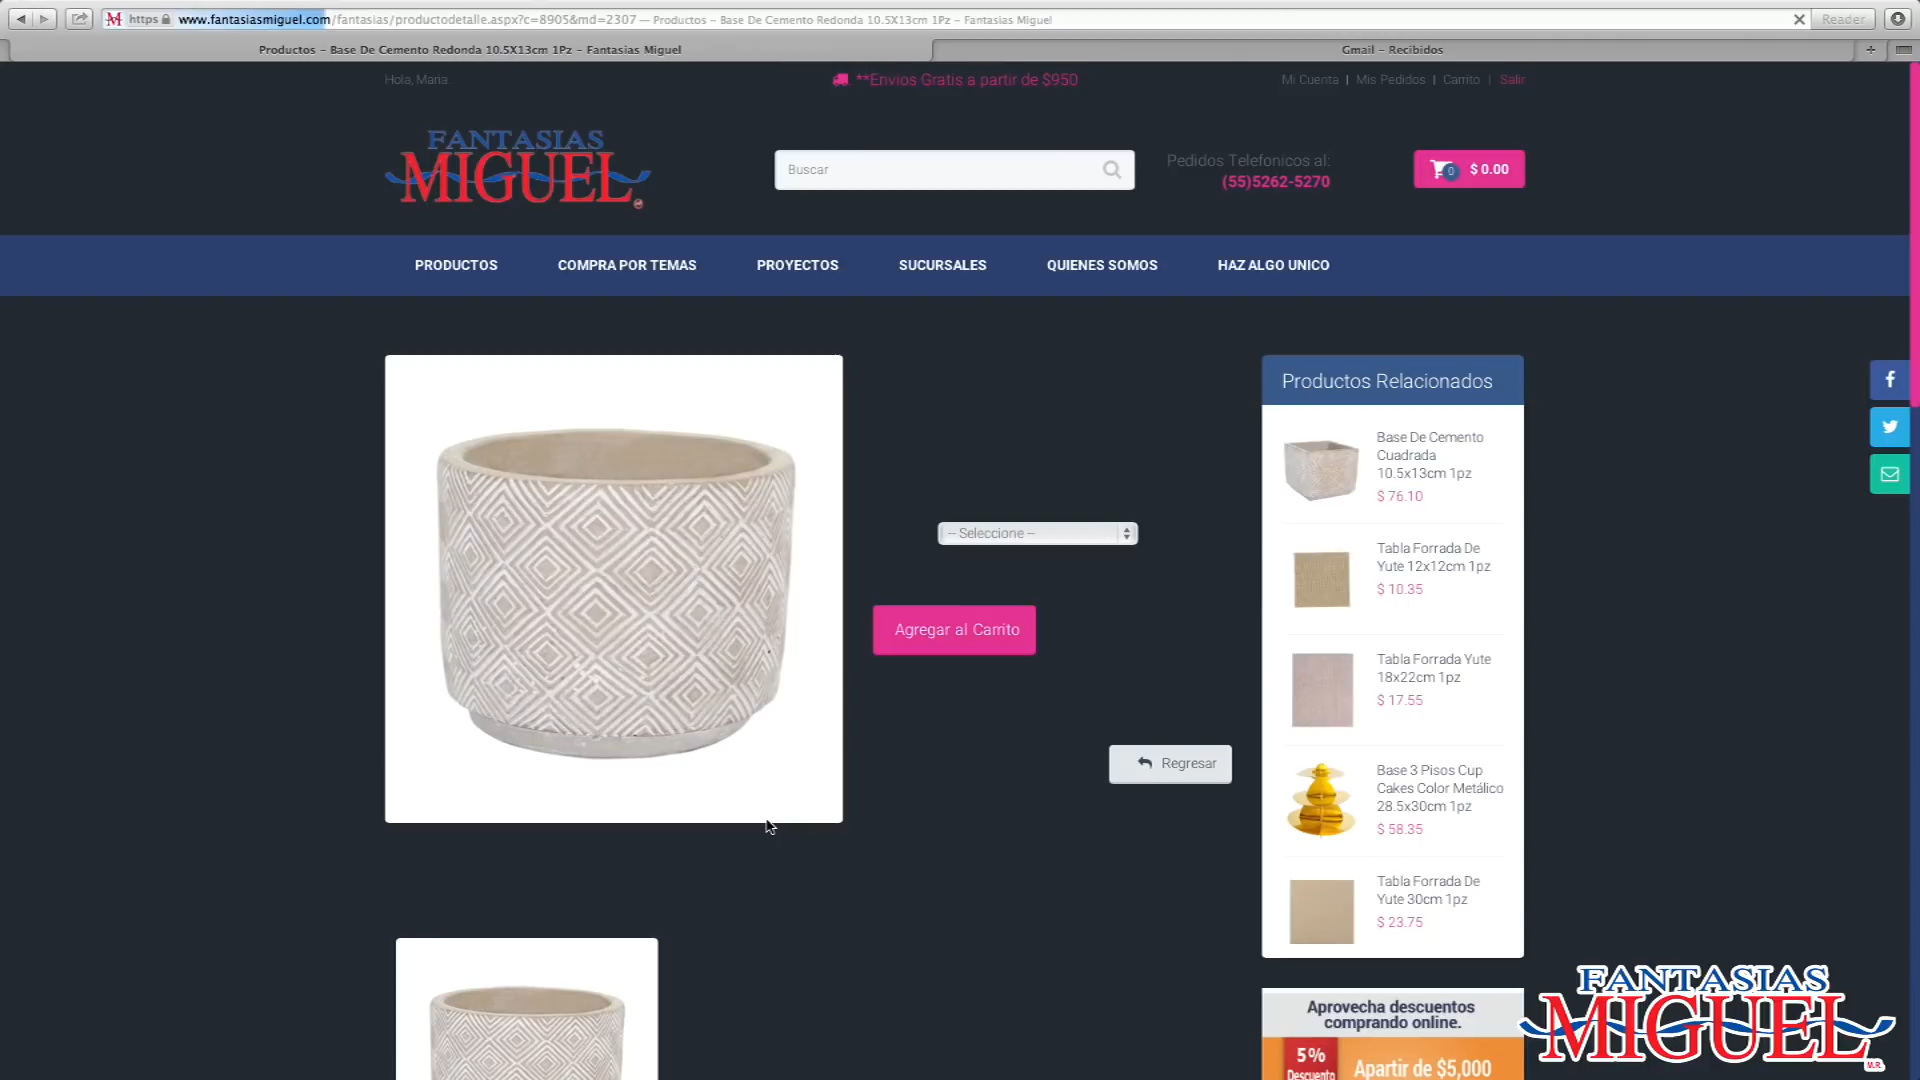 https www.fantasiasmiguel.com/fantasias/productodetalle.aspx?c=8905&md=2307 — Productos – Base De Cemento Redonda 10.5X13cm 1Pz – Fantasias Miguel
Reader
Productos – Base De Cemento Redonda 10.5X13cm 1Pz – Fantasias Miguel
Gmail – Recibidos
Hola, Maria.
**Envios Gratis a partir de $950
Mi Cuenta | Mis Pedidos | Carrito | Salir
FANTASIAS
MIGUEL
Buscar
Pedidos Telefonicos al:
(55)5262-5270
0 $ 0.00
PRODUCTOS
COMPRA POR TEMAS
PROYECTOS
SUCURSALES
QUIENES SOMOS
HAZ ALGO UNICO
-- Seleccione --
Agregar al Carrito
Regresar
Productos Relacionados
Base De Cemento
Cuadrada
10.5x13cm 1pz
$ 76.10
Tabla Forrada De
Yute 12x12cm 1pz
$ 10.35
Tabla Forrada Yute
18x22cm 1pz
$ 17.55
Base 3 Pisos Cup
Cakes Color Metálico
28.5x30cm 1pz
$ 58.35
Tabla Forrada De
Yute 30cm 1pz
$ 23.75
Aprovecha descuentos
comprando online.
5%
Descuento
Apartir de $5,000
FANTASIAS
MIGUEL
M.R.